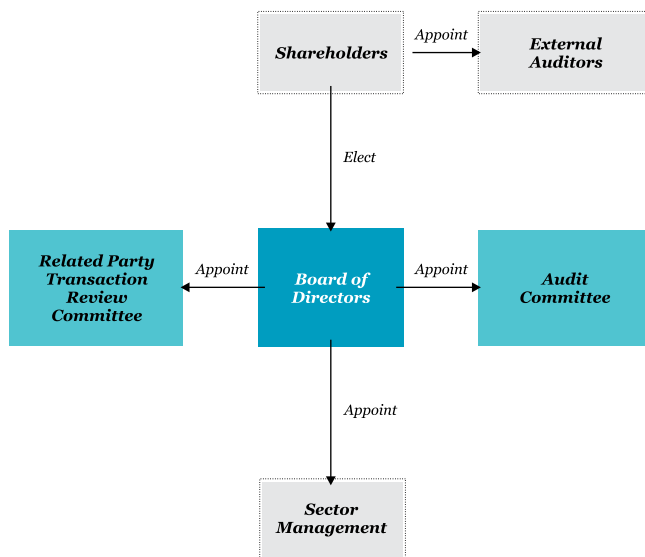 Shareholders
Appoint
External
Auditors
Elect
Related Party
Transaction
Review
Committee
Appoint
Board of
Directors
Appoint
Audit
Committee
Appoint
Sector
Management